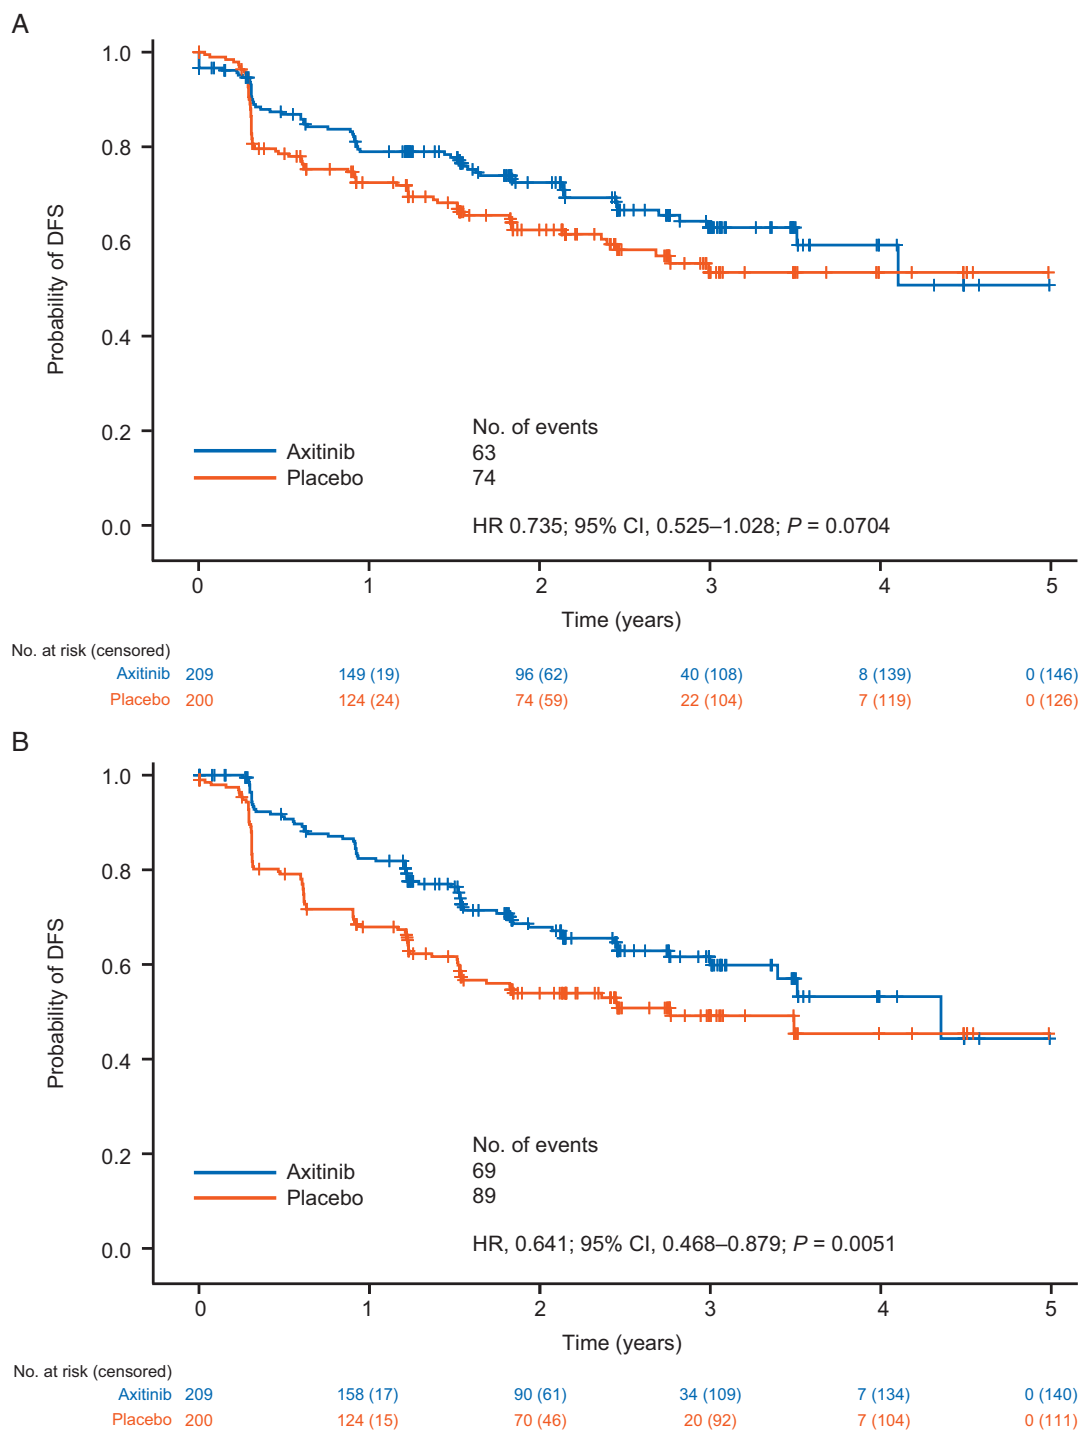 A
1.0
0.8
0.6
0.4
0.2
0.0
Probability of DFS
No. of events
Axitinib 63
Placebo 74
HR 0.735; 95% CI, 0.525–1.028; P = 0.0704
0 1 2 3 4 5
Time (years)
No. at risk (censored)
Axitinib 209 149 (19) 96 (62) 40 (108) 8 (139) 0 (146)
Placebo 200 124 (24) 74 (59) 22 (104) 7 (119) 0 (126)
B
1.0
0.8
0.6
0.4
0.2
0.0
Probability of DFS
No. of events
Axitinib 69
Placebo 89
HR, 0.641; 95% CI, 0.468–0.879; P = 0.0051
0 1 2 3 4 5
Time (years)
No. at risk (censored)
Axitinib 209 158 (17) 90 (61) 34 (109) 7 (134) 0 (140)
Placebo 200 124 (15) 70 (46) 20 (92) 7 (104) 0 (111)